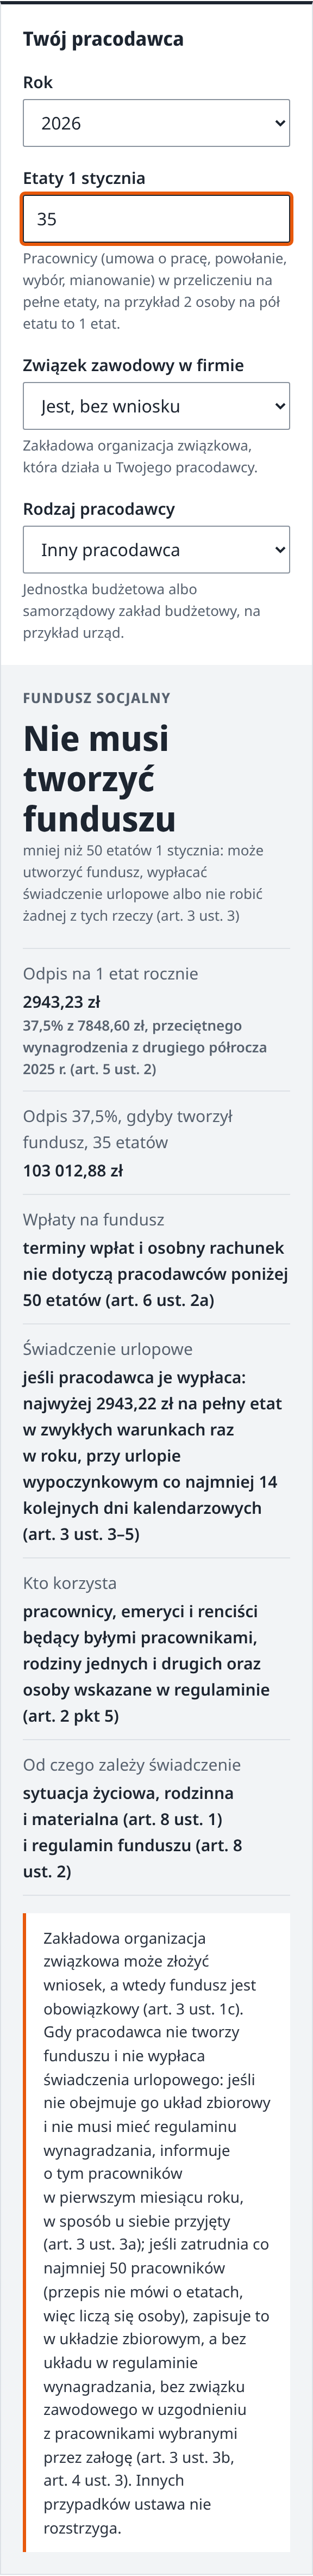 Twój pracodawca
Rok
2026
Etaty 1 stycznia
35
Pracownicy (umowa o pracę, powołanie,
wybór, mianowanie) w przeliczeniu na
pełne etaty, na przykład 2 osoby na pół
etatu to 1 etat.
Związek zawodowy w firmie
Jest, bez wniosku
Zakładowa organizacja związkowa,
która działa u Twojego pracodawcy.
Rodzaj pracodawcy
Inny pracodawca
Jednostka budżetowa albo
samorządowy zakład budżetowy, na
przykład urząd.
FUNDUSZ SOCJALNY
Nie musi
tworzyć
funduszu
mniej niż 50 etatów 1 stycznia: może
utworzyć fundusz, wypłacać
świadczenie urlopowe albo nie robić
żadnej z tych rzeczy (art. 3 ust. 3)
Odpis na 1 etat rocznie
2943,23 zł
37,5% z 7848,60 zł, przeciętnego
wynagrodzenia z drugiego półrocza
2025 r. (art. 5 ust. 2)
Odpis 37,5%, gdyby tworzył
fundusz, 35 etatów
103 012,88 zł
Wpłaty na fundusz
terminy wpłat i osobny rachunek
nie dotyczą pracodawców poniżej
50 etatów (art. 6 ust. 2a)
Świadczenie urlopowe
jeśli pracodawca je wypłaca:
najwyżej 2943,22 zł na pełny etat
w zwykłych warunkach raz
w roku, przy urlopie
wypoczynkowym co najmniej 14
kolejnych dni kalendarzowych
(art. 3 ust. 3–5)
Kto korzysta
pracownicy, emeryci i renciści
będący byłymi pracownikami,
rodziny jednych i drugich oraz
osoby wskazane w regulaminie
(art. 2 pkt 5)
Od czego zależy świadczenie
sytuacja życiowa, rodzinna
i materialna (art. 8 ust. 1)
i regulamin funduszu (art. 8
ust. 2)
Zakładowa organizacja
związkowa może złożyć
wniosek, a wtedy fundusz jest
obowiązkowy (art. 3 ust. 1c).
Gdy pracodawca nie tworzy
funduszu i nie wypłaca
świadczenia urlopowego: jeśli
nie obejmuje go układ zbiorowy
i nie musi mieć regulaminu
wynagradzania, informuje
o tym pracowników
w pierwszym miesiącu roku,
w sposób u siebie przyjęty
(art. 3 ust. 3a); jeśli zatrudnia co
najmniej 50 pracowników
(przepis nie mówi o etatach,
więc liczą się osoby), zapisuje to
w układzie zbiorowym, a bez
układu w regulaminie
wynagradzania, bez związku
zawodowego w uzgodnieniu
z pracownikami wybranymi
przez załogę (art. 3 ust. 3b,
art. 4 ust. 3). Innych
przypadków ustawa nie
rozstrzyga.